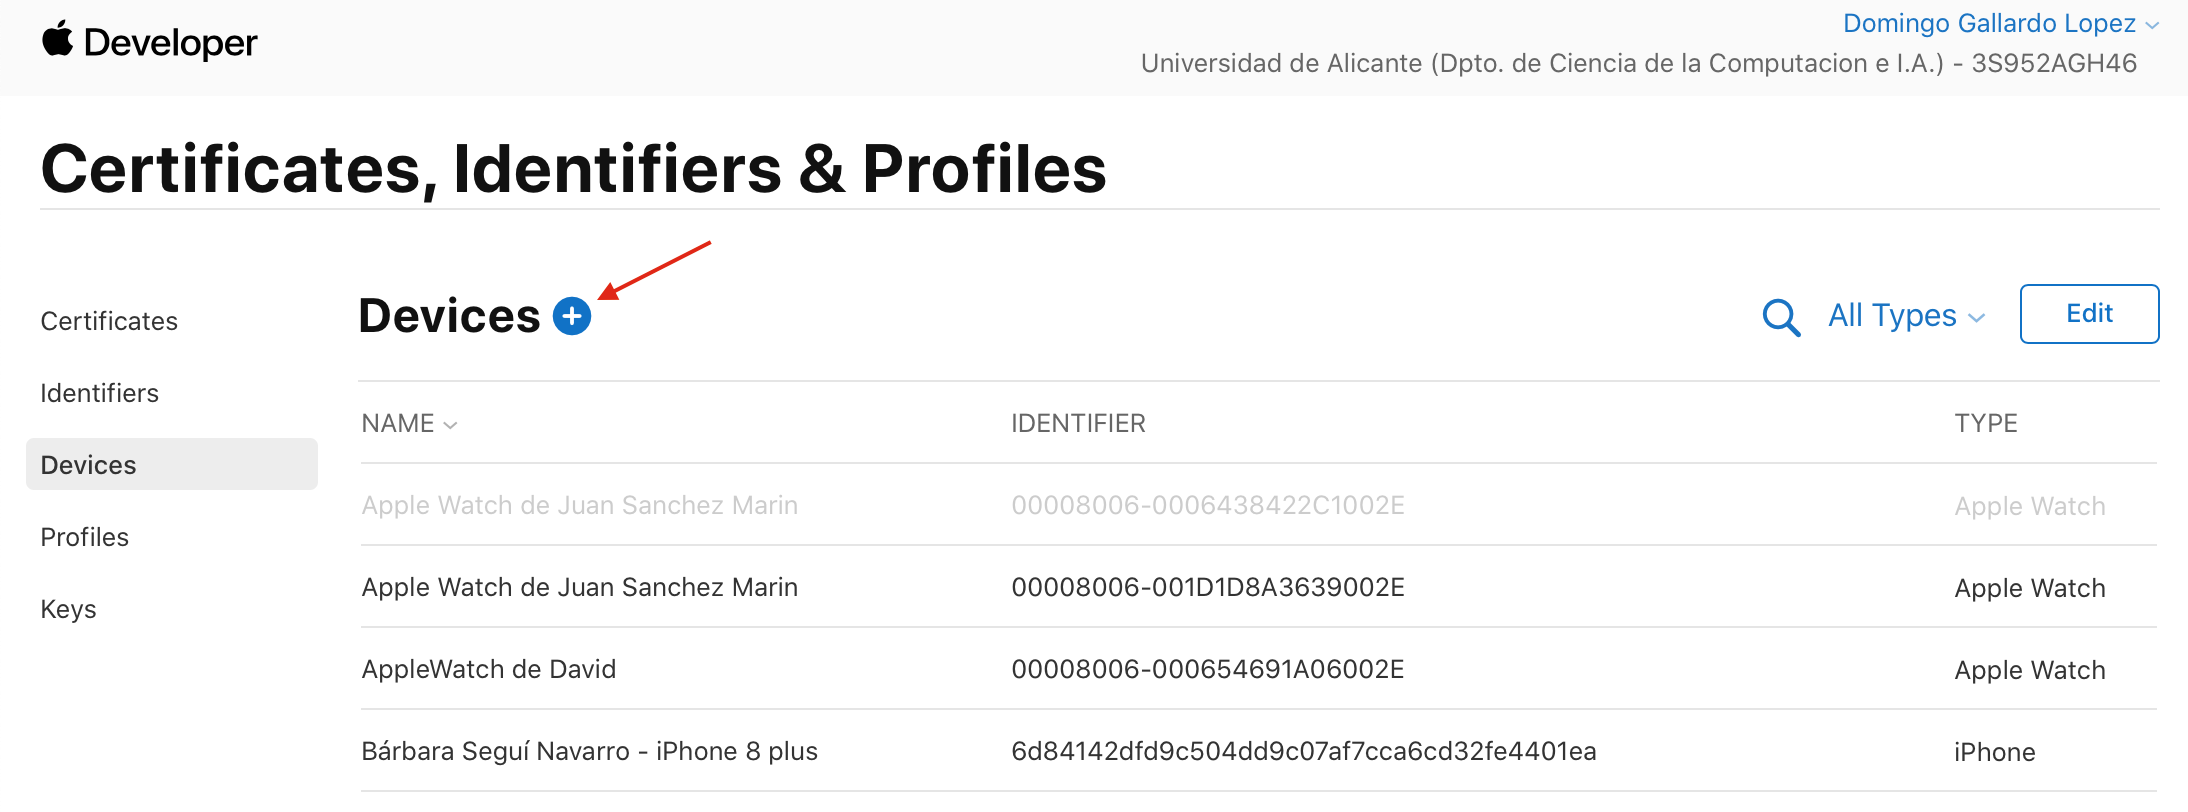 Developer
Domingo Gallardo Lopez
Universidad de Alicante (Dpto. de Ciencia de la Computacion e I.A.) - 3S952AGH46
Certificates, Identifiers & Profiles
Certificates
Identifiers
Devices
Profiles
Keys
Devices
All Types
Edit
NAME IDENTIFIER TYPE
Apple Watch de Juan Sanchez Marin 00008006-0006438422C1002E Apple Watch
Apple Watch de Juan Sanchez Marin 00008006-001D1D8A3639002E Apple Watch
AppleWatch de David 00008006-000654691A06002E Apple Watch
Bárbara Seguí Navarro - iPhone 8 plus 6d84142dfd9c504dd9c07af7cca6cd32fe4401ea iPhone